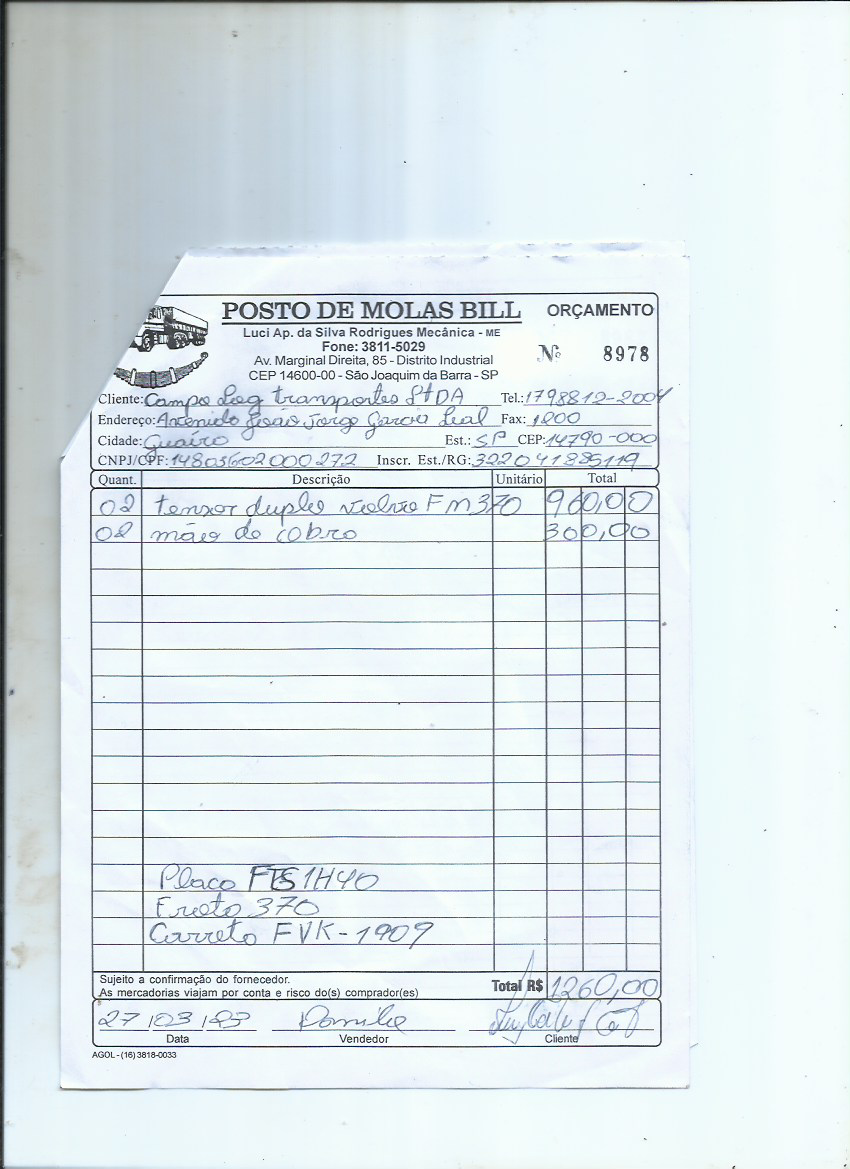 POSTO DE MOLAS BILL ORÇAMENTO
Luci Ap. da Silva Rodrigues Mecânica - ME
Fone: 3811-5029
Av. Marginal Direita, 85 - Distrito Industrial
CEP 14600-00 - São Joaquim da Barra - SP
Nº 8978
Cliente: Campo Log transportes LtDA Tel.: 1798812-2004
Endereço: Avenida João Jorge Garcia Leal Fax: 1200
Cidade: Guaíra Est.: SP CEP: 14790-000
CNPJ/CPF: 14803602000272 Inscr. Est./RG: 322041885119
Quant. Descrição Unitário Total
02 tensor duplo volvo FM370 960,00
02 mão de obra 300,00
Placa FTS1H40
Frota 370
Carreta FVK-1909
Sujeito a confirmação do fornecedor.
As mercadorias viajam por conta e risco do(s) comprador(es)
Total R$ 1260,00
27/03/23
Data Vendedor Cliente
AGOL - (16) 3818-0033